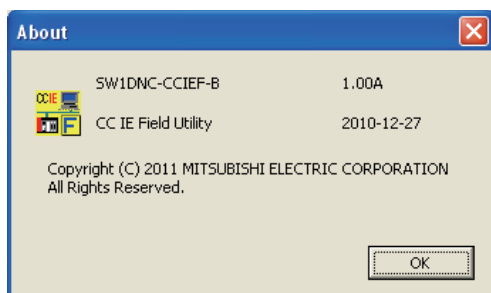 About
SW1DNC-CCIEF-B 1.00A
CCIE
F
CC IE Field Utility 2010-12-27
Copyright (C) 2011 MITSUBISHI ELECTRIC CORPORATION
All Rights Reserved.
OK